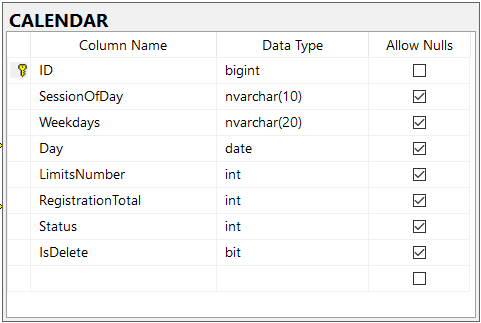 CALENDAR
Column Name Data Type Allow Nulls
ID bigint
SessionOfDay nvarchar(10)
Weekdays nvarchar(20)
Day date
LimitsNumber int
RegistrationTotal int
Status int
IsDelete bit